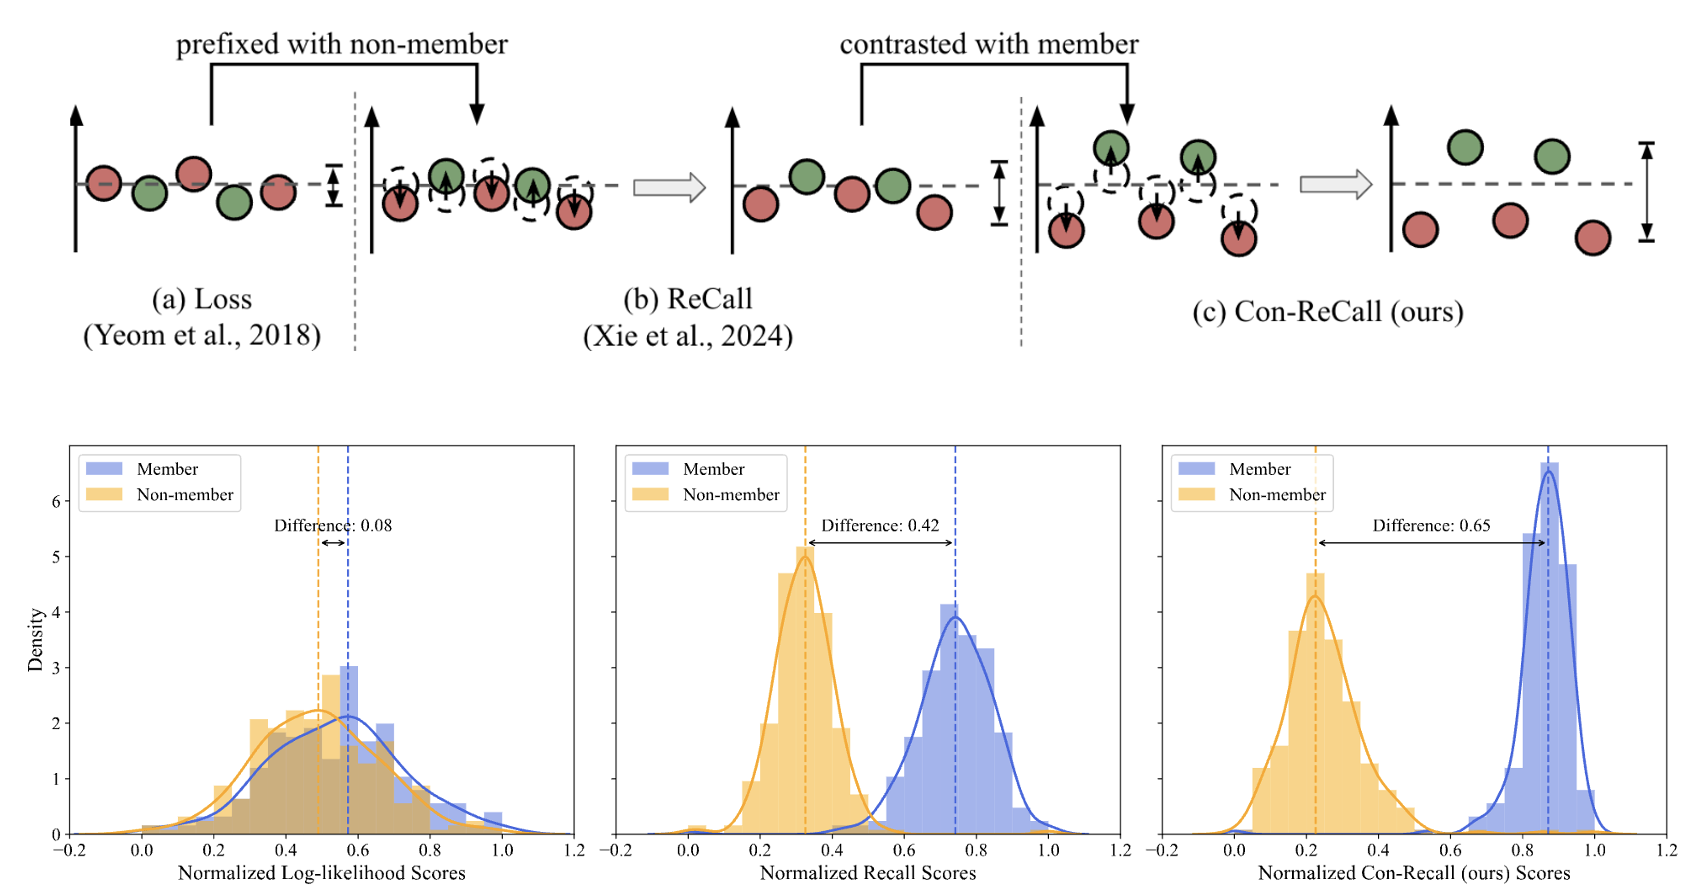 prefixed with non-member
contrasted with member
(a) Loss
(Yeom et al., 2018)
(b) ReCall
(Xie et al., 2024)
(c) Con-ReCall (ours)
Density
6
5
4
3
2
1
0
Member
Non-member
Difference: 0.08
−0.2 0.0 0.2 0.4 0.6 0.8 1.0 1.2
Normalized Log-likelihood Scores
Member
Non-member
Difference: 0.42
−0.2 0.0 0.2 0.4 0.6 0.8 1.0 1.2
Normalized Recall Scores
Member
Non-member
Difference: 0.65
−0.2 0.0 0.2 0.4 0.6 0.8 1.0 1.2
Normalized Con-Recall (ours) Scores